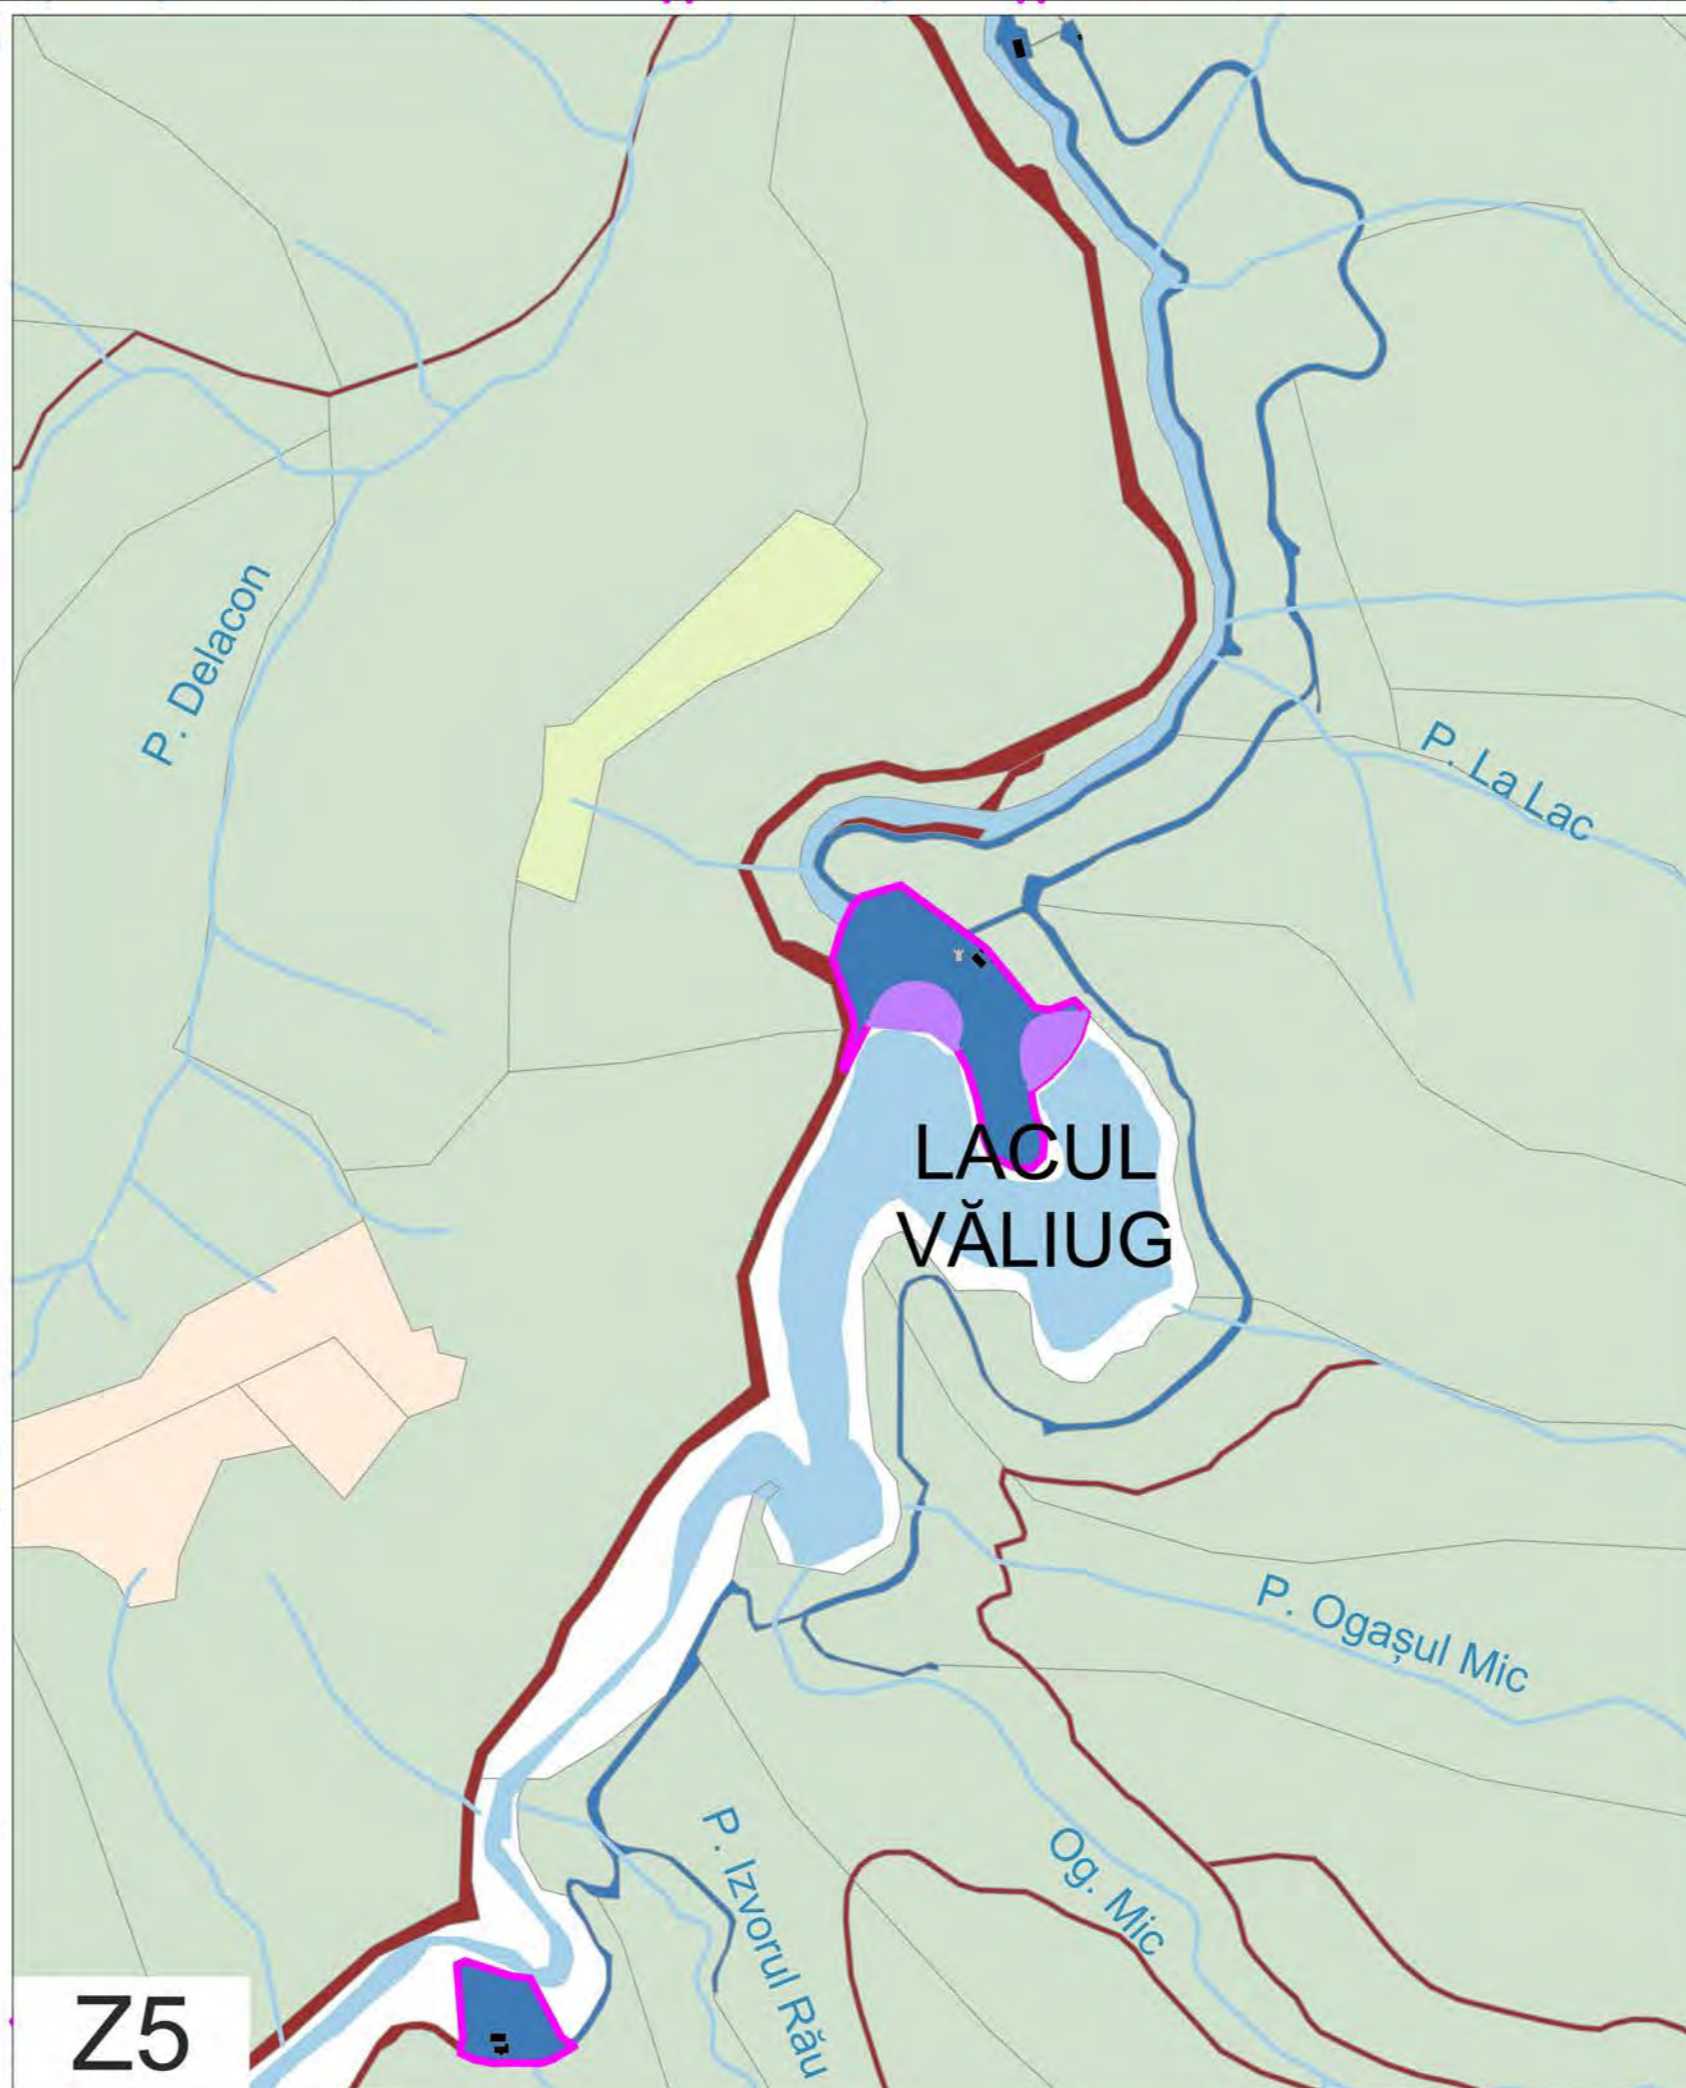 P. Delacon
P. La Lac
LACUL
VĂLIUG
P. Ogașul Mic
P. Izvorul Rău
Og. Mic
Z5